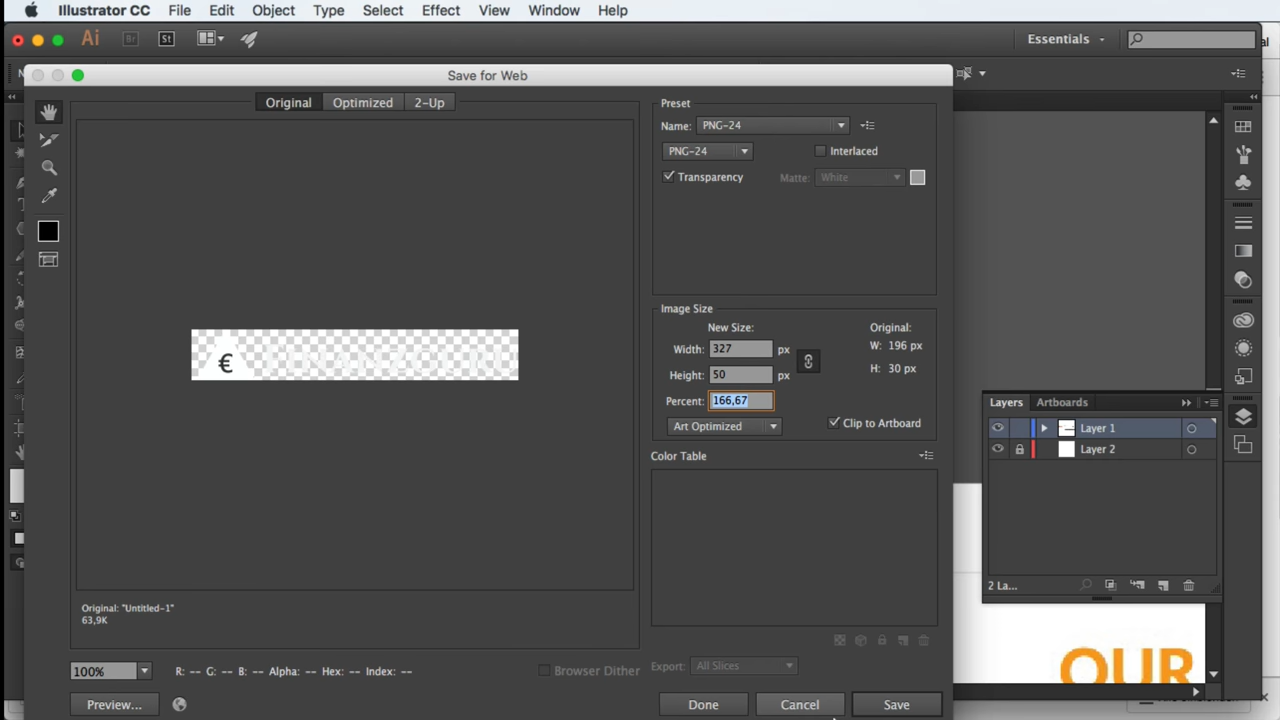 Illustrator CC File Edit Object Type Select Effect View Window Help
Ai Br St Essentials
Save for Web
Original Optimized 2-Up
Preset
Name: PNG-24
PNG-24 Interlaced
Transparency Matte: White
€
Image Size
New Size: Original:
Width: 327 px W: 196 px
Height: 50 px H: 30 px
Percent: 166,67
Art Optimized Clip to Artboard
Color Table
Layers Artboards
Layer 1
Layer 2
2 La...
Original: "Untitled-1"
63,9K
100% R: -- G: -- B: -- Alpha: -- Hex: -- Index: -- Browser Dither Export: All Slices
Preview... Done Cancel Save
OUR